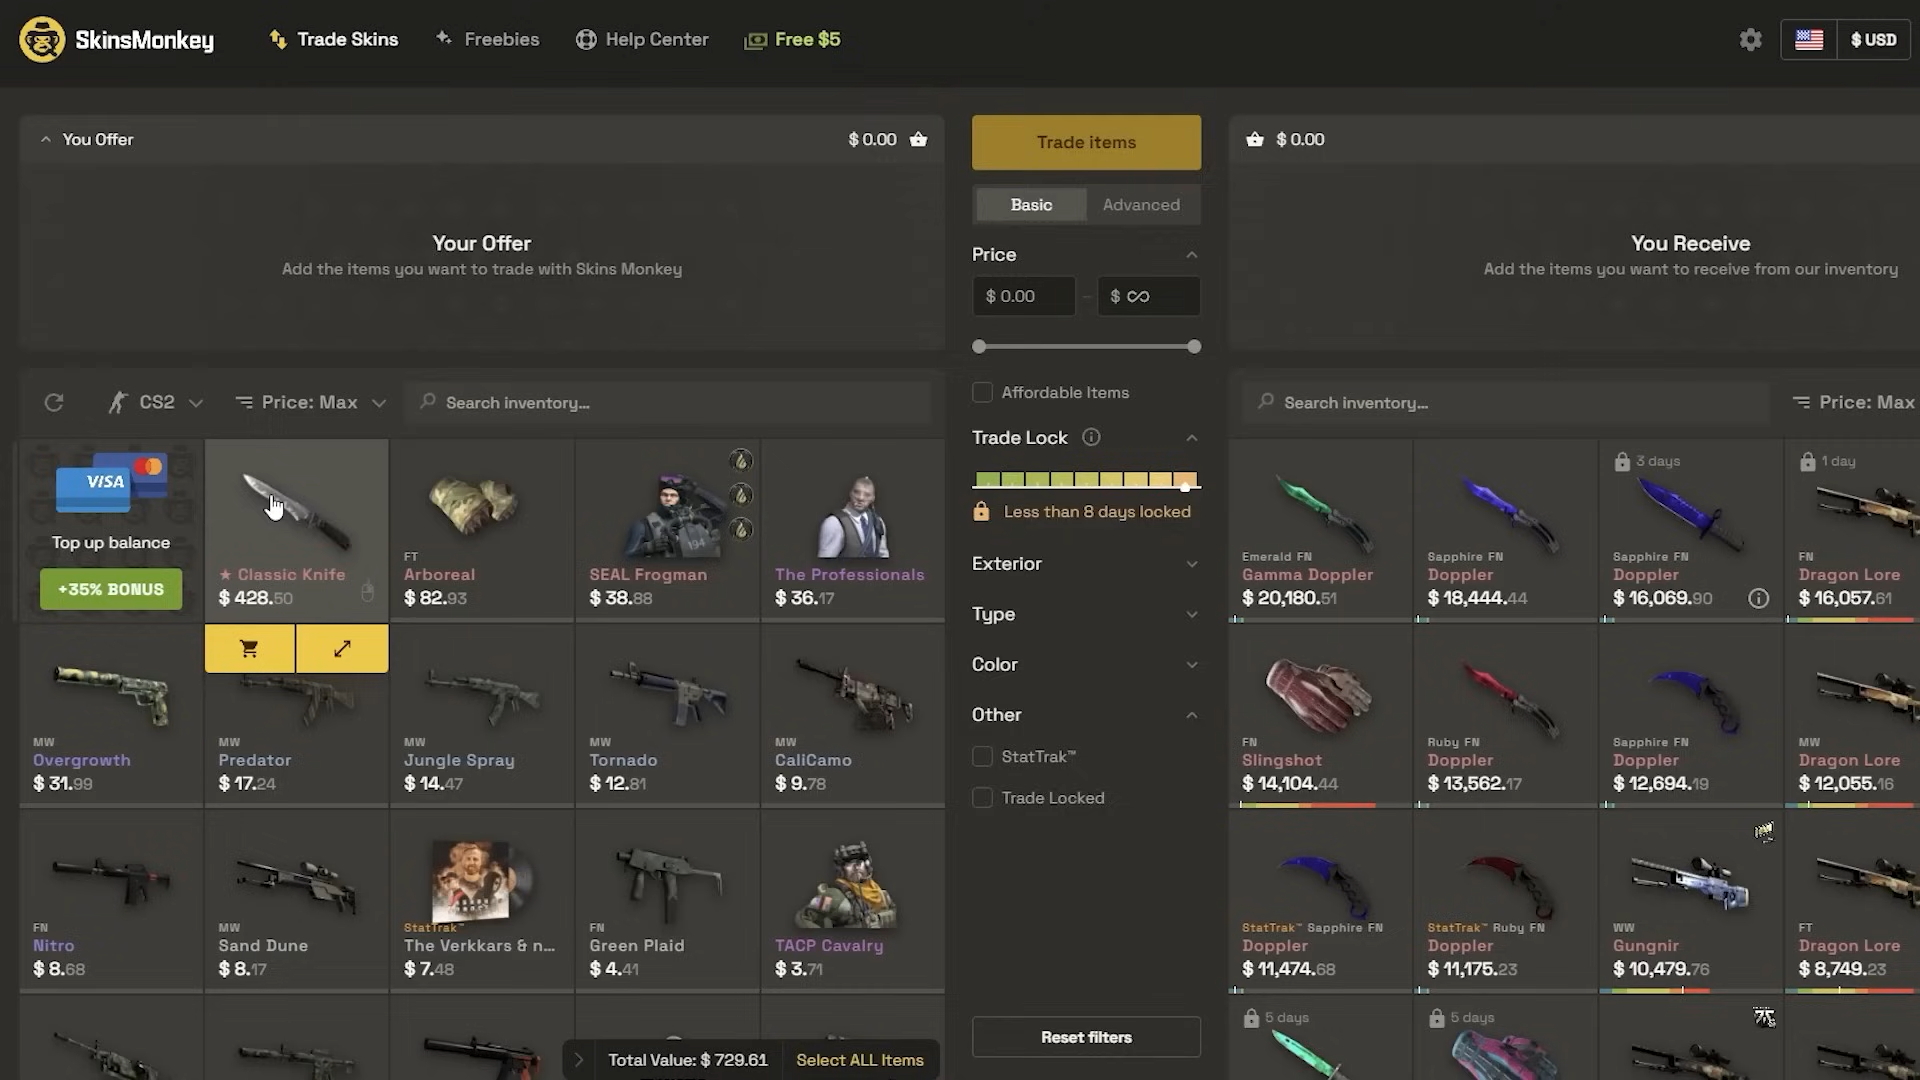 SkinsMonkey
Trade Skins
Freebies
Help Center
Free $5
$ USD
You Offer
$ 0.00
Your Offer
Add the items you want to trade with Skins Monkey
Trade items
Basic
Advanced
Price
$ 0.00
$ ∞
Affordable Items
Trade Lock
Less than 8 days locked
Exterior
Type
Color
Other
StatTrak™
Trade Locked
Reset filters
$ 0.00
You Receive
Add the items you want to receive from our inventory
CS2
Price: Max
Search inventory...
VISA
Top up balance
+35% BONUS
★ Classic Knife
$ 428.50
FT
Arboreal
$ 82.93
194
SEAL Frogman
$ 38.88
The Professionals
$ 36.17
MW
Overgrowth
$ 31.99
MW
Predator
$ 17.24
MW
Jungle Spray
$ 14.47
MW
Tornado
$ 12.81
MW
CaliCamo
$ 9.78
FN
Nitro
$ 8.68
MW
Sand Dune
$ 8.17
StatTrak™
The Verkkars & n...
$ 7.48
FN
Green Plaid
$ 4.41
TACP Cavalry
$ 3.71
Total Value: $ 729.61
Select ALL Items
Search inventory...
Price: Max
Emerald FN
Gamma Doppler
$ 20,180.51
Sapphire FN
Doppler
$ 18,444.44
3 days
Sapphire FN
Doppler
$ 16,069.90
1 day
FN
Dragon Lore
$ 16,057.61
FN
Slingshot
$ 14,104.44
Ruby FN
Doppler
$ 13,562.17
Sapphire FN
Doppler
$ 12,694.19
MW
Dragon Lore
$ 12,055.16
StatTrak™ Sapphire FN
Doppler
$ 11,474.68
StatTrak™ Ruby FN
Doppler
$ 11,175.23
WW
Gungnir
$ 10,479.76
FT
Dragon Lore
$ 8,749.23
5 days
5 days